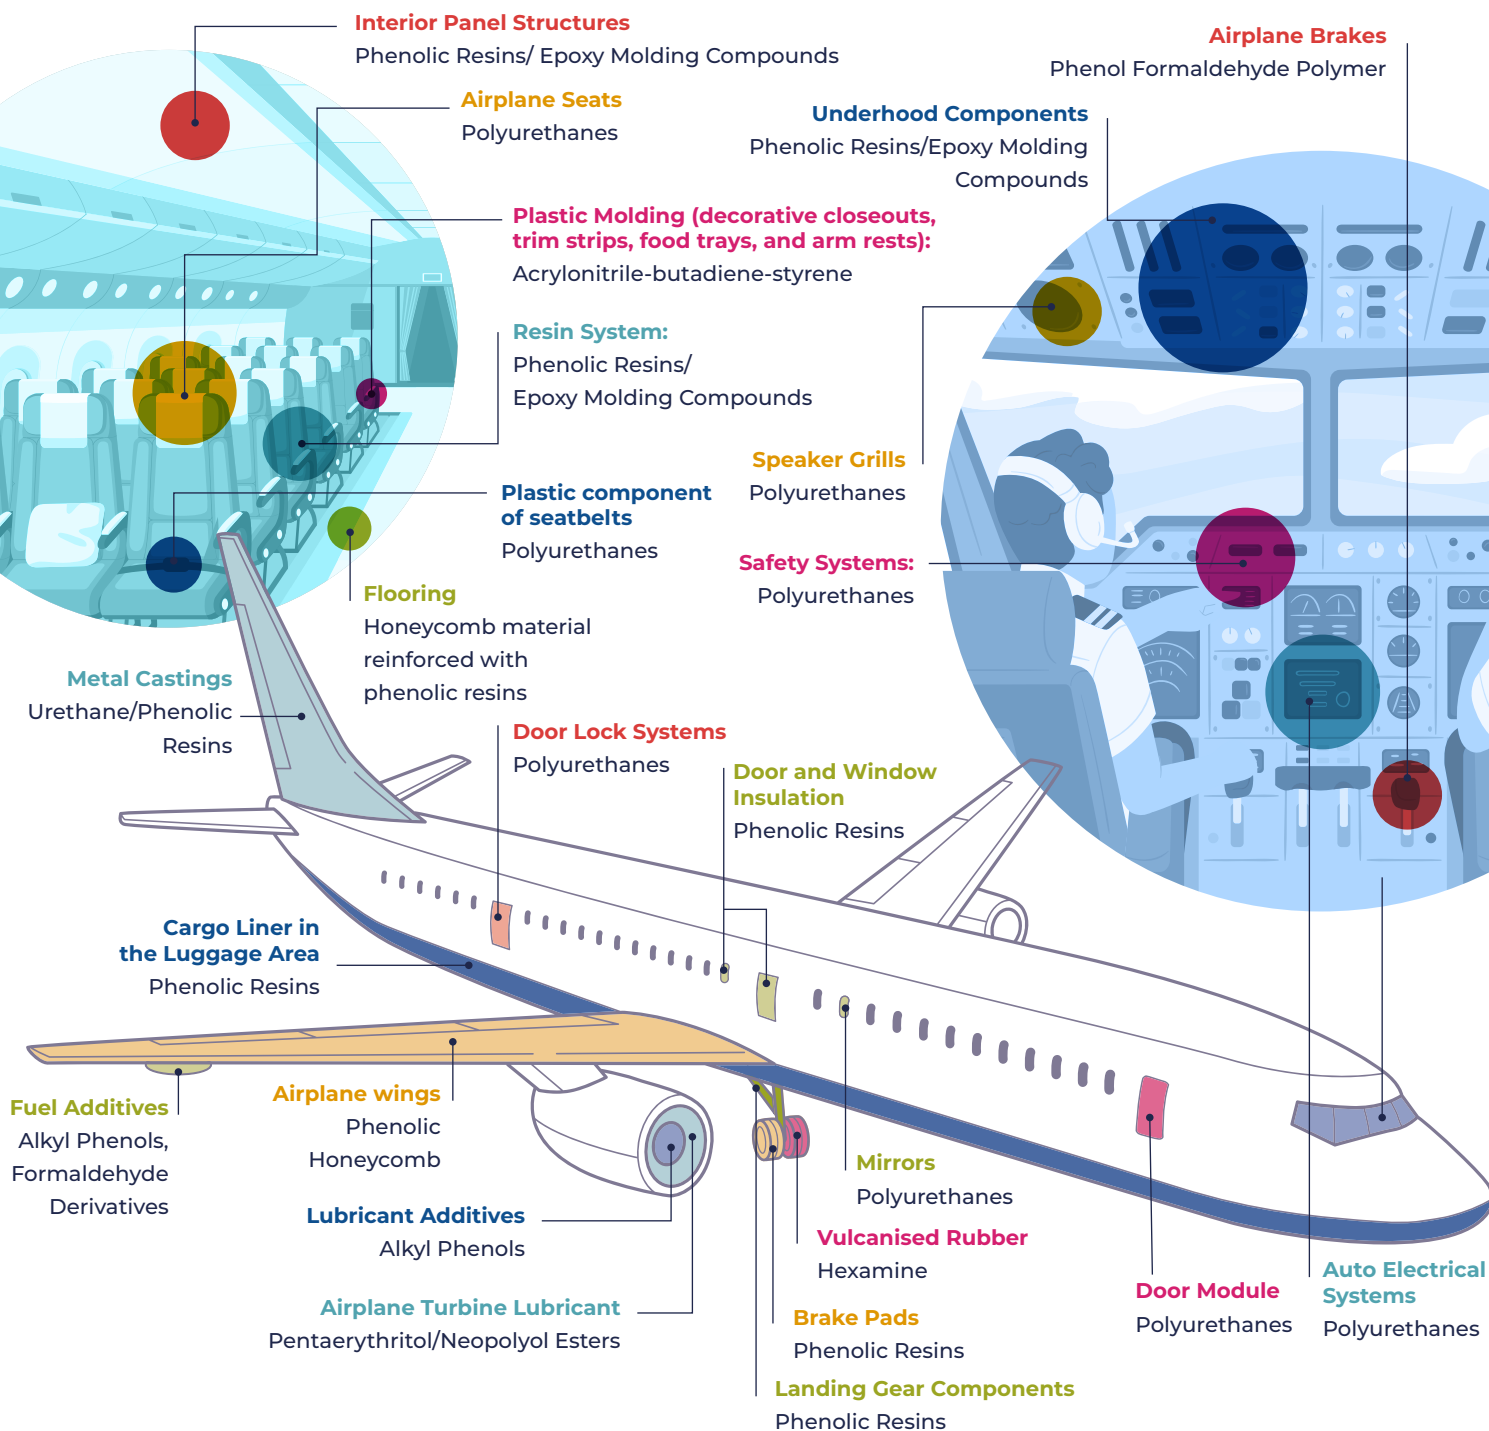 Interior Panel Structures
Phenolic Resins/ Epoxy Molding Compounds
Airplane Seats
Polyurethanes
Plastic Molding (decorative closeouts,
trim strips, food trays, and arm rests):
Acrylonitrile-butadiene-styrene
Resin System:
Phenolic Resins/
Epoxy Molding Compounds
Plastic component
of seatbelts
Polyurethanes
Flooring
Honeycomb material
reinforced with
phenolic resins
Airplane Brakes
Phenol Formaldehyde Polymer
Underhood Components
Phenolic Resins/Epoxy Molding
Compounds
Speaker Grills
Polyurethanes
Safety Systems:
Polyurethanes
Metal Castings
Urethane/Phenolic
Resins
Door Lock Systems
Polyurethanes
Door and Window
Insulation
Phenolic Resins
Cargo Liner in
the Luggage Area
Phenolic Resins
Fuel Additives
Alkyl Phenols,
Formaldehyde
Derivatives
Airplane wings
Phenolic
Honeycomb
Lubricant Additives
Alkyl Phenols
Airplane Turbine Lubricant
Pentaerythritol/Neopolyol Esters
Mirrors
Polyurethanes
Vulcanised Rubber
Hexamine
Brake Pads
Phenolic Resins
Landing Gear Components
Phenolic Resins
Door Module
Polyurethanes
Auto Electrical
Systems
Polyurethanes